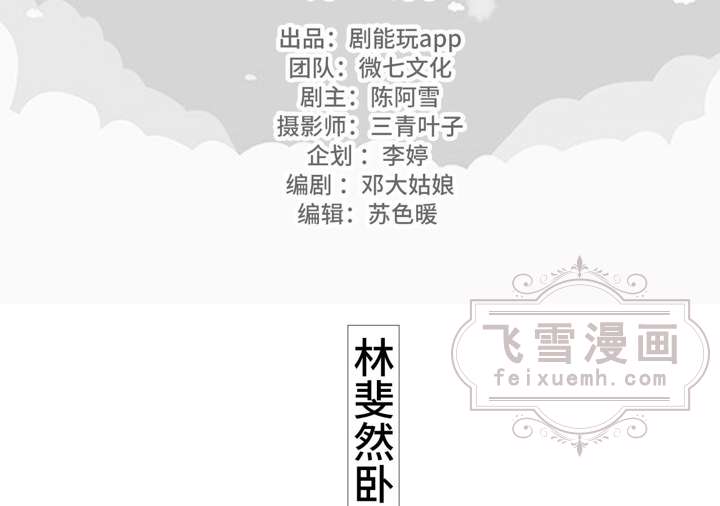 出品：剧能玩app
团队：微七文化
剧主：陈阿雪
摄影师：三青叶子
企划：李婷
编剧：邓大姑娘
编辑：苏色暖
飞雪漫画
feixuemh.com
林斐然卧